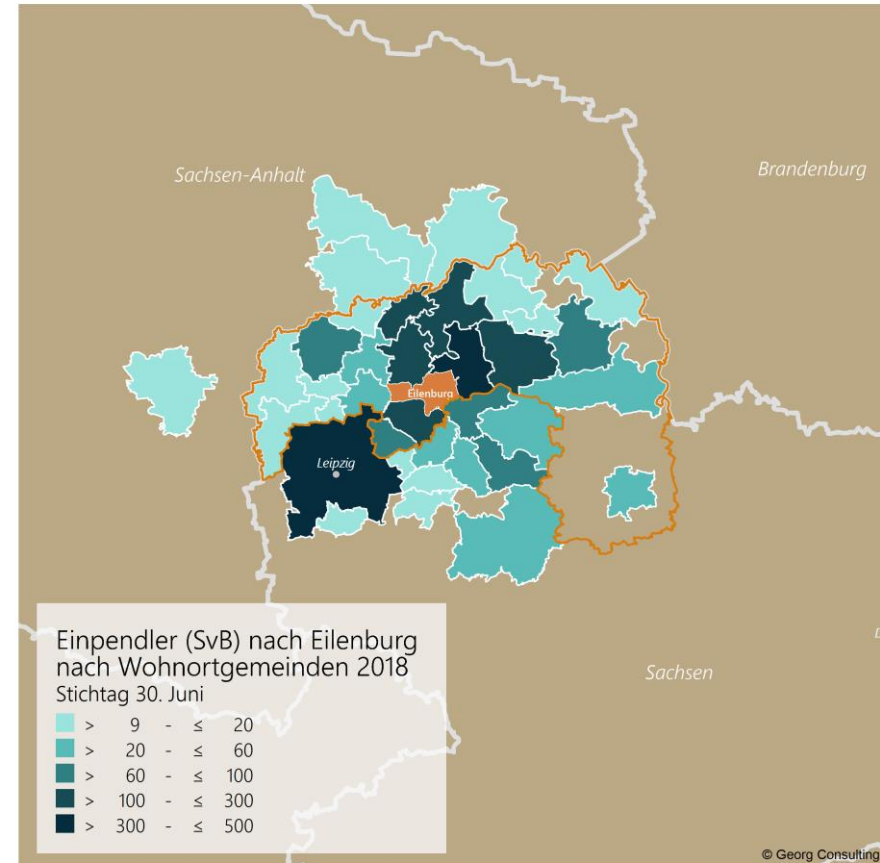 Sachsen-Anhalt
Brandenburg
Eilenburg
Leipzig
Sachsen
Einpendler (SvB) nach Eilenburg
nach Wohnortgemeinden 2018
Stichtag 30. Juni
> 9 - ≤ 20
> 20 - ≤ 60
> 60 - ≤ 100
> 100 - ≤ 300
> 300 - ≤ 500
© Georg Consulting